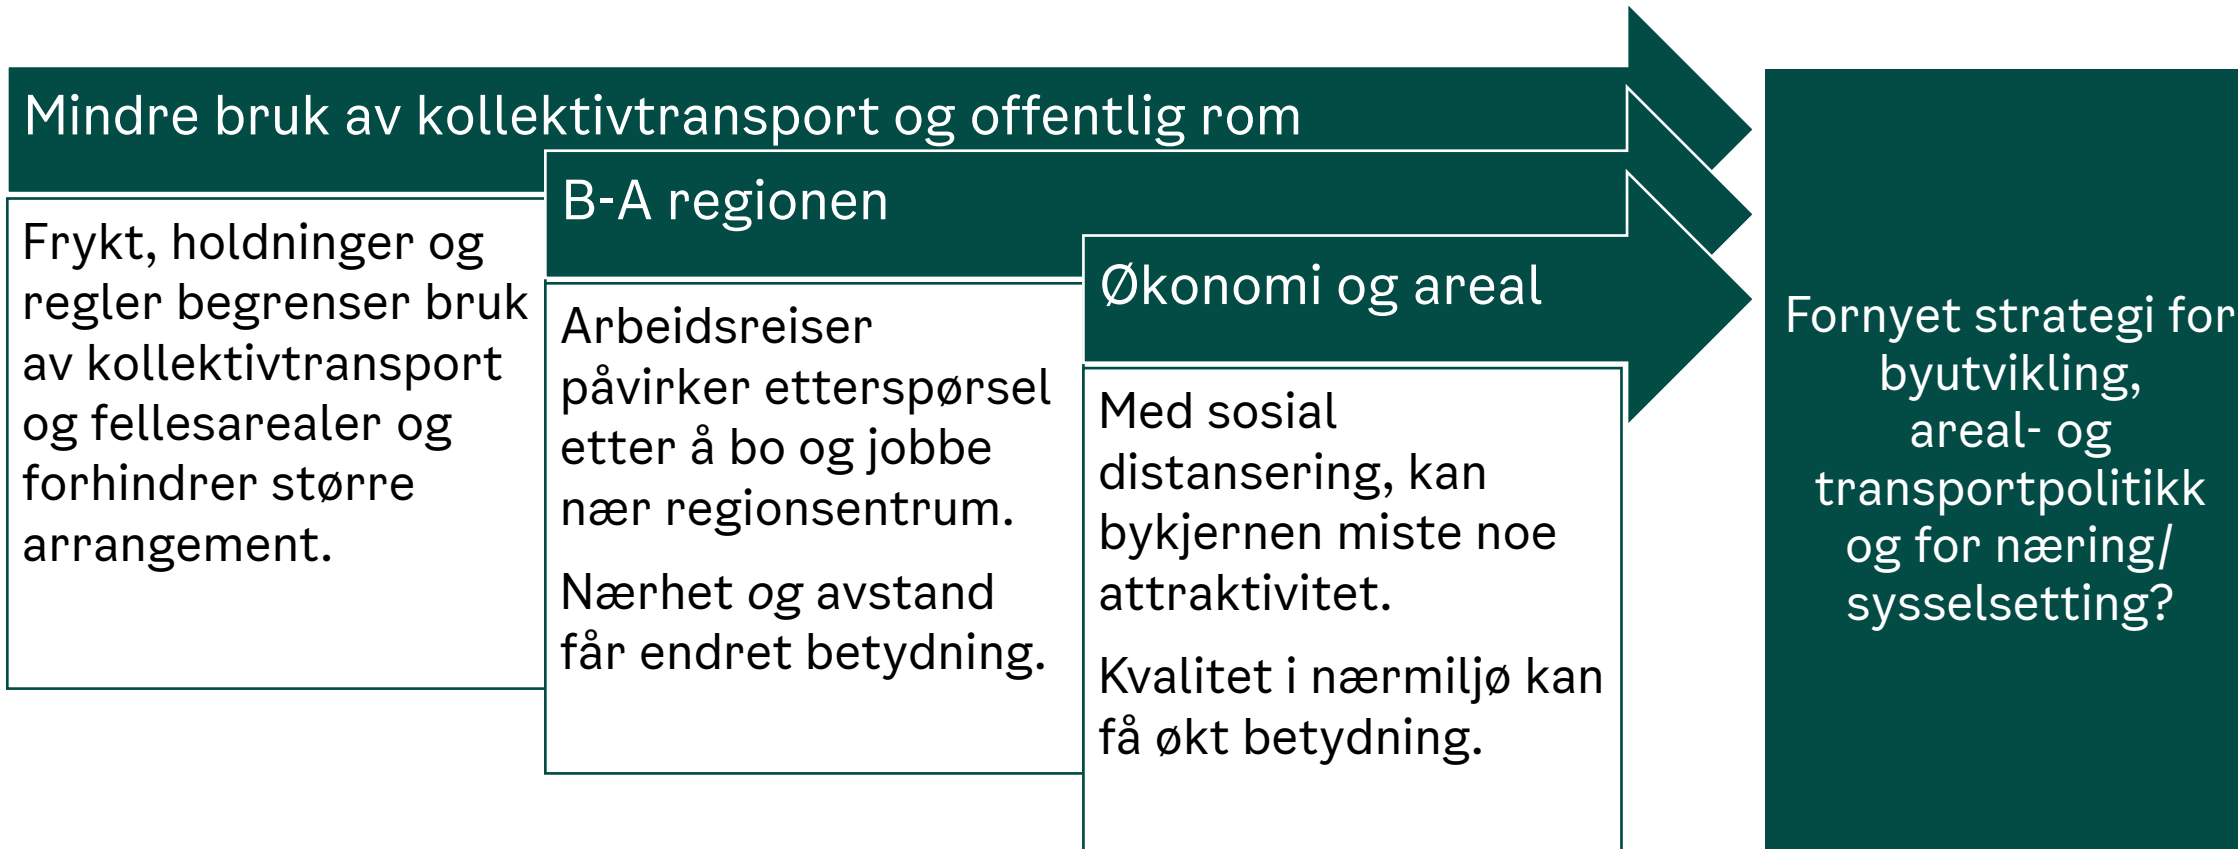 Mindre bruk av kollektivtransport og offentlig rom
Frykt, holdninger og
regler begrenser bruk
av kollektivtransport
og fellesarealer og
forhindrer større
arrangement.
B-A regionen
Arbeidsreiser
påvirker etterspørsel
etter å bo og jobbe
nær regionsentrum.
Nærhet og avstand
får endret betydning.
Økonomi og areal
Med sosial
distansering, kan
bykjernen miste noe
attraktivitet.
Kvalitet i nærmiljø kan
få økt betydning.
Fornyet strategi for
byutvikling,
areal- og
transportpolitikk
og for næring/
sysselsetting?